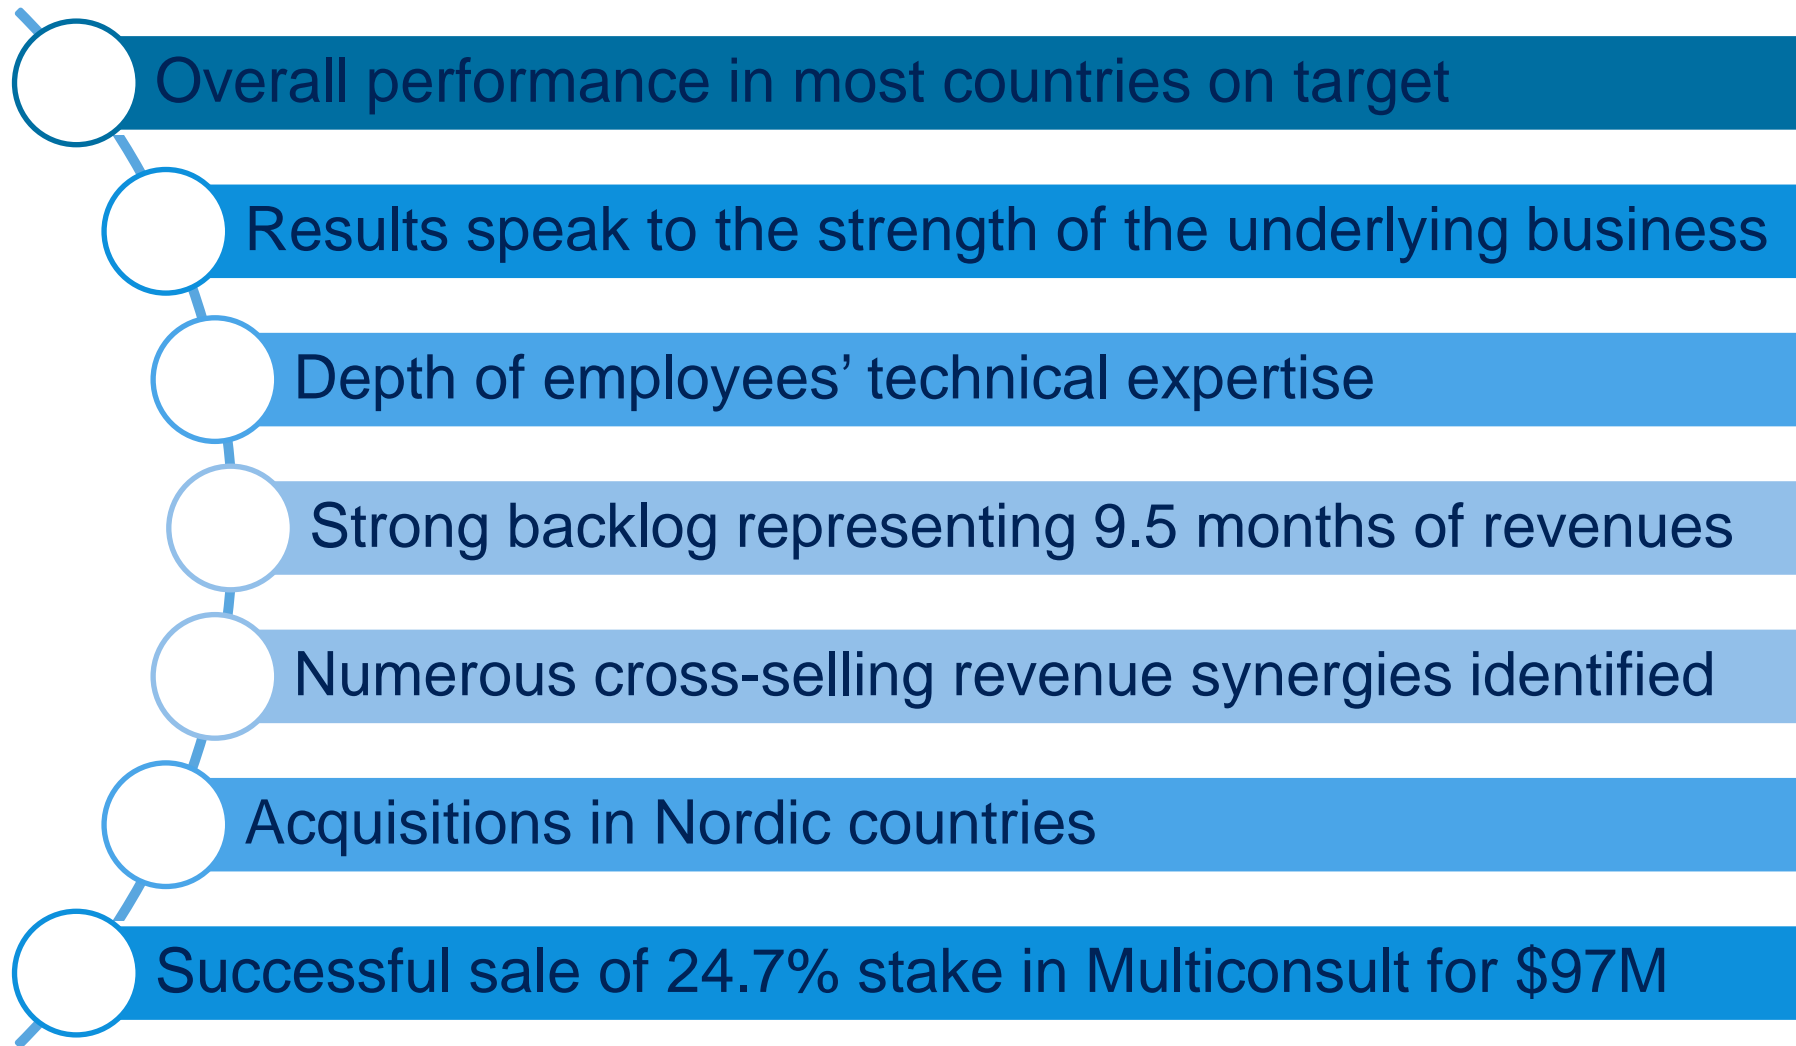 Overall performance in most countries on target
Results speak to the strength of the underlying business
Depth of employees’ technical expertise
Strong backlog representing 9.5 months of revenues
Numerous cross-selling revenue synergies identified
Acquisitions in Nordic countries
Successful sale of 24.7% stake in Multiconsult for $97M